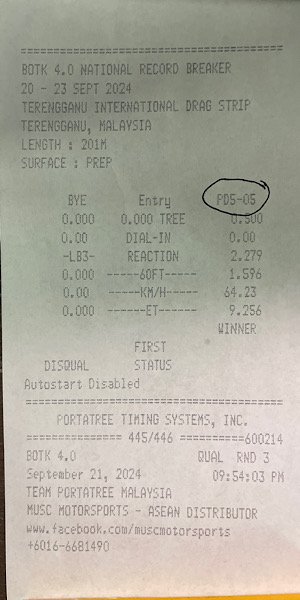 ==========================================
BOTK 4.0 NATIONAL RECORD BREAKER
20 - 23 SEPT 2024
TERENGGANU INTERNATIONAL DRAG STRIP
TERENGGANU, MALAYSIA
LENGTH : 201M
SURFACE : PREP
BYE Entry PD5-05
0.000 0.000 TREE 0.500
0.00 DIAL-IN 0.00
-LB3- REACTION 2.279
0.000 -----60FT----- 1.596
0.00 ------KM/H----- 64.23
0.000 ------ET------ 9.256
WINNER
FIRST
DISQUAL STATUS
Autostart Disabled
==========================================
PORTATREE TIMING SYSTEMS, INC.
=============== 445/446 ==========600214
BOTK 4.0 QUAL RND 3
September 21, 2024 09:54:03 PM
TEAM PORTATREE MALAYSIA
MUSC MOTORSPORTS - ASEAN DISTRIBUTOR
www.facebook.com/muscmotorsports
+6016-6681490